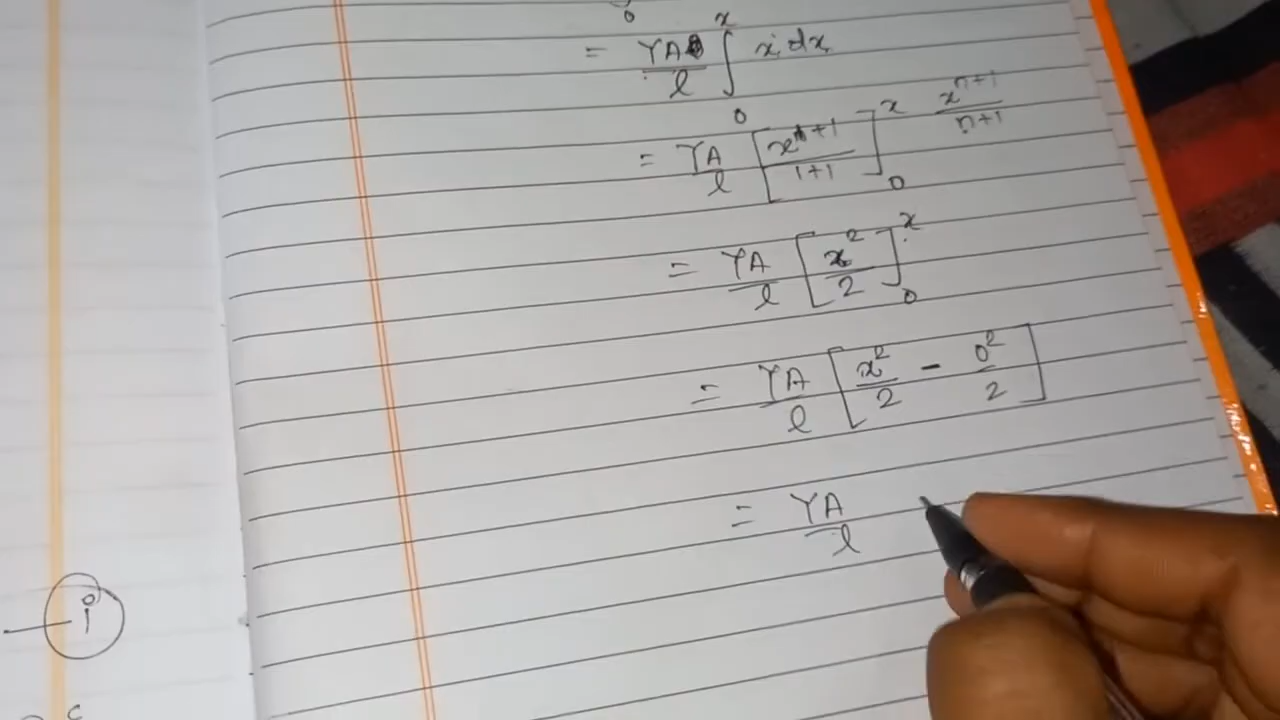 0
= YA/l ∫₀ˣ x dx
= YA/l [x¹⁺¹/1+1]₀ˣ xⁿ⁺¹/n+1
= YA/l [x²/2]₀ˣ
= YA/l [x²/2 - 0²/2]
= YA/l
i
c